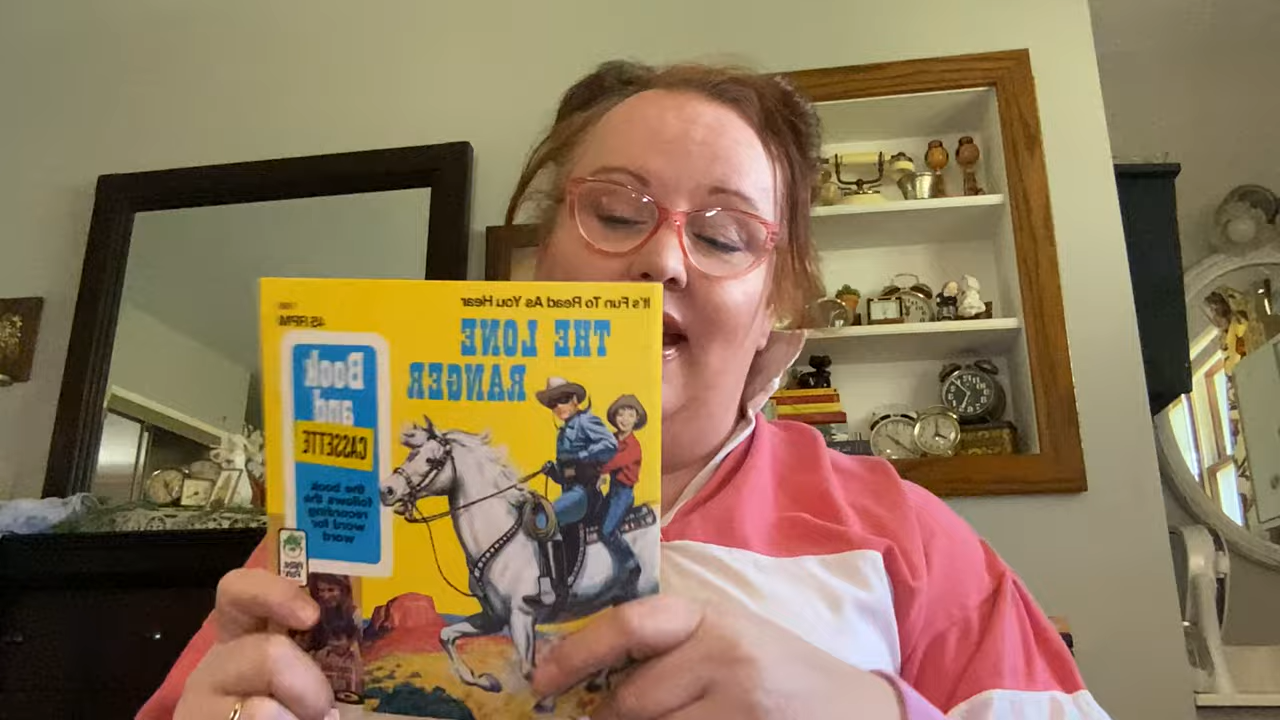 It's Fun To Read As You Hear
45 RPM
THE LONE
RANGER
Book
and
CASSETTE
the book
follows the
recording
word for
word